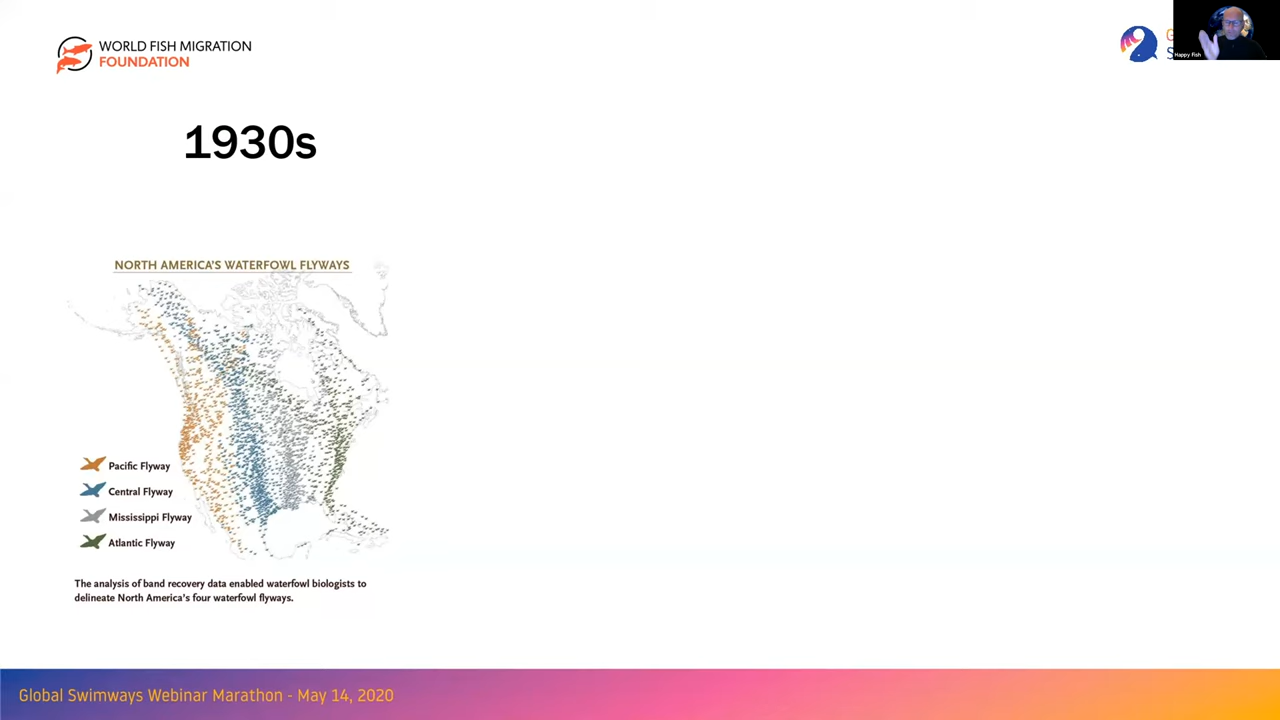 WORLD FISH MIGRATION
FOUNDATION
G
S
Happy Fish
1930s
NORTH AMERICA'S WATERFOWL FLYWAYS
Pacific Flyway
Central Flyway
Mississippi Flyway
Atlantic Flyway
The analysis of band recovery data enabled waterfowl biologists to
delineate North America's four waterfowl flyways.
Global Swimways Webinar Marathon - May 14, 2020